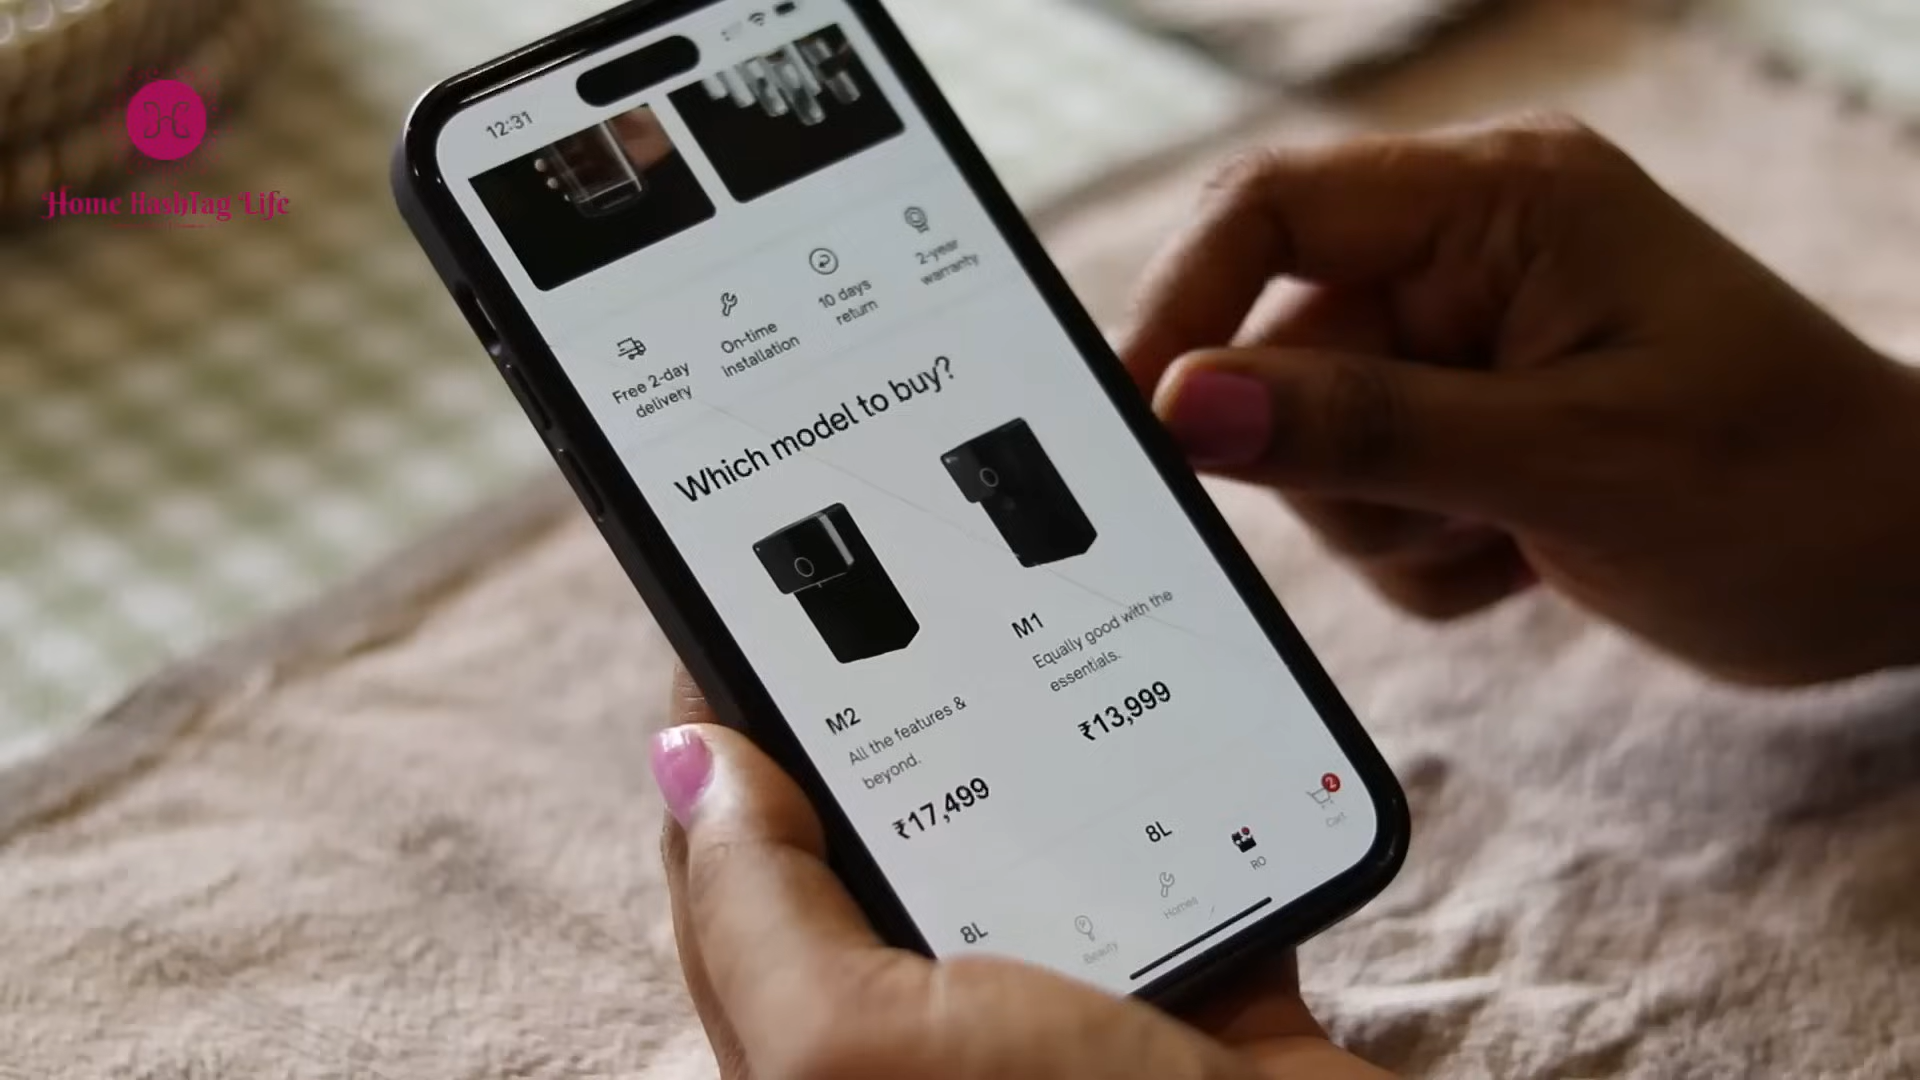 Home HashTag Life
12:31
Free 2-day
delivery
On-time
installation
10 days
return
2-year
warranty
Which model to buy?
M2
All the features &
beyond.
₹17,499
8L
M1
Equally good with the
essentials.
₹13,999
8L
Beauty
Homes
RO
2
Cart